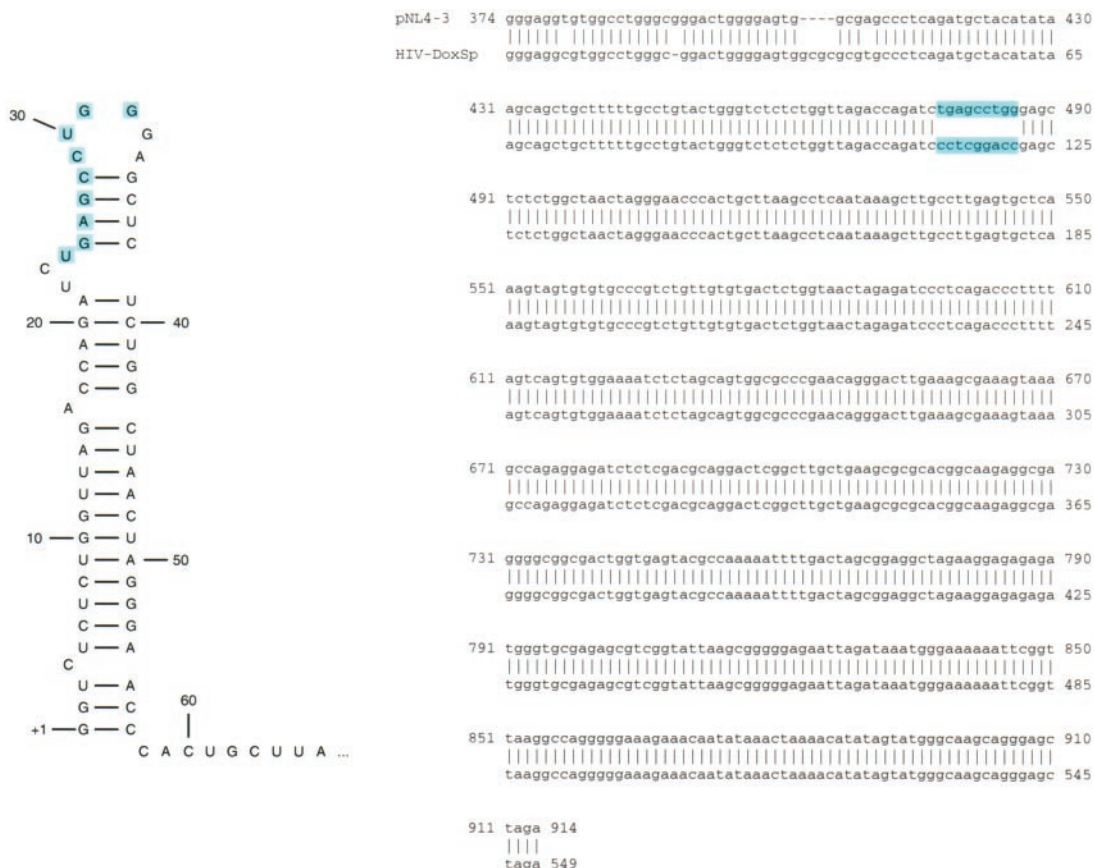 G G
30
U G
C A
C G
G C
A U
G C
U
C
U
A U
20 G C 40
A U
C G
C G
A
G C
A U
U A
U A
G C
10 G U
U A 50
C G
U G
C G
U A
C
U A
G C
+1 G C
60
C A C U G C U U A ...
pNL4-3 374 gggaggtgtggcctgggcgggactggggagtg----gcgagccctcagatgctacatata 430
HIV-DoxSp gggaggcgtggcctgggc-ggactggggagtggcgcgcgtgccctcagatgctacatata 65
431 agcagctgctttttgcctgtactgggtctctctggttagaccagatctgagcctgggagc 490
agcagctgctttttgcctgtactgggtctctctggttagaccagatcccctcggaccgagc 125
491 tctctggctaactagggaacccactgcttaagcctcaataaagcttgccttgagtgctca 550
tctctggctaactagggaacccactgcttaagcctcaataaagcttgccttgagtgctca 185
551 aagtagtgtgtgcccgtctgttgtgtgactctggtaactagagatccctcagacccttttt 610
aagtagtgtgtgcccgtctgttgtgtgactctggtaactagagatccctcagacccttttt 245
611 agtcagtgtggaaaatctctagcagtggcgcccgaacagggacttgaaagcgaaagtaaa 670
agtcagtgtggaaaatctctagcagtggcgcccgaacagggacttgaaagcgaaagtaaa 305
671 gccagaggagatctctcgacgcaggactcggcttgctgaagcgcgcacggcaagaggcga 730
gccagaggagatctctcgacgcaggactcggcttgctgaagcgcgcacggcaagaggcga 365
731 ggggcggcgactggtgagtacgccaaaaattttgactagcggaggctagaaggagagaga 790
ggggcggcgactggtgagtacgccaaaaattttgactagcggaggctagaaggagagaga 425
791 tgggtgcgagagcgtcggtattaagcgggggagaattagataaatgggaaaaaattcggt 850
tgggtgcgagagcgtcggtattaagcgggggagaattagataaatgggaaaaaattcggt 485
851 taaggccagggggaaagaaacaatataaactaaaacatatagtatgggcaagcagggagc 910
taaggccagggggaaagaaacaatataaactaaaacatatagtatgggcaagcagggagc 545
911 taga 914
taga 549